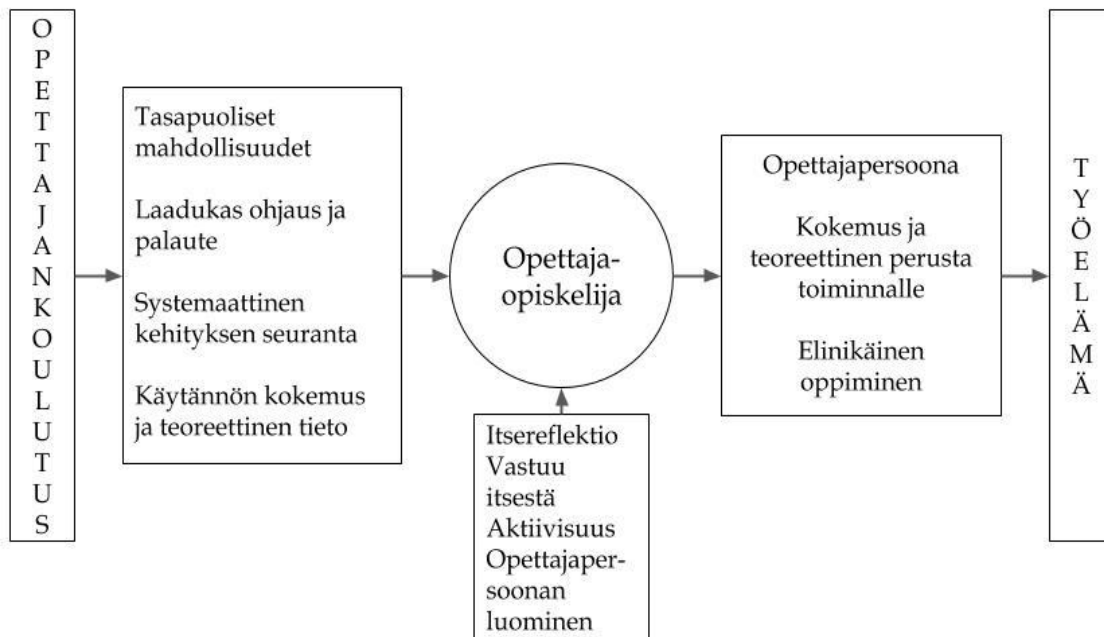 OPETTAJANKOULUTUS
Tasapuoliset
mahdollisuudet
Laadukas ohjaus ja
palaute
Systemaattinen
kehityksen seuranta
Käytännön kokemus
ja teoreettinen tieto
Opettaja-
opiskelija
Itsereflektio
Vastuu
itsestä
Aktiivisuus
Opettajaper-
soonan
luominen
Opettajapersoona
Kokemus ja
teoreettinen perusta
toiminnalle
Elinikäinen
oppiminen
TYÖELÄMÄ